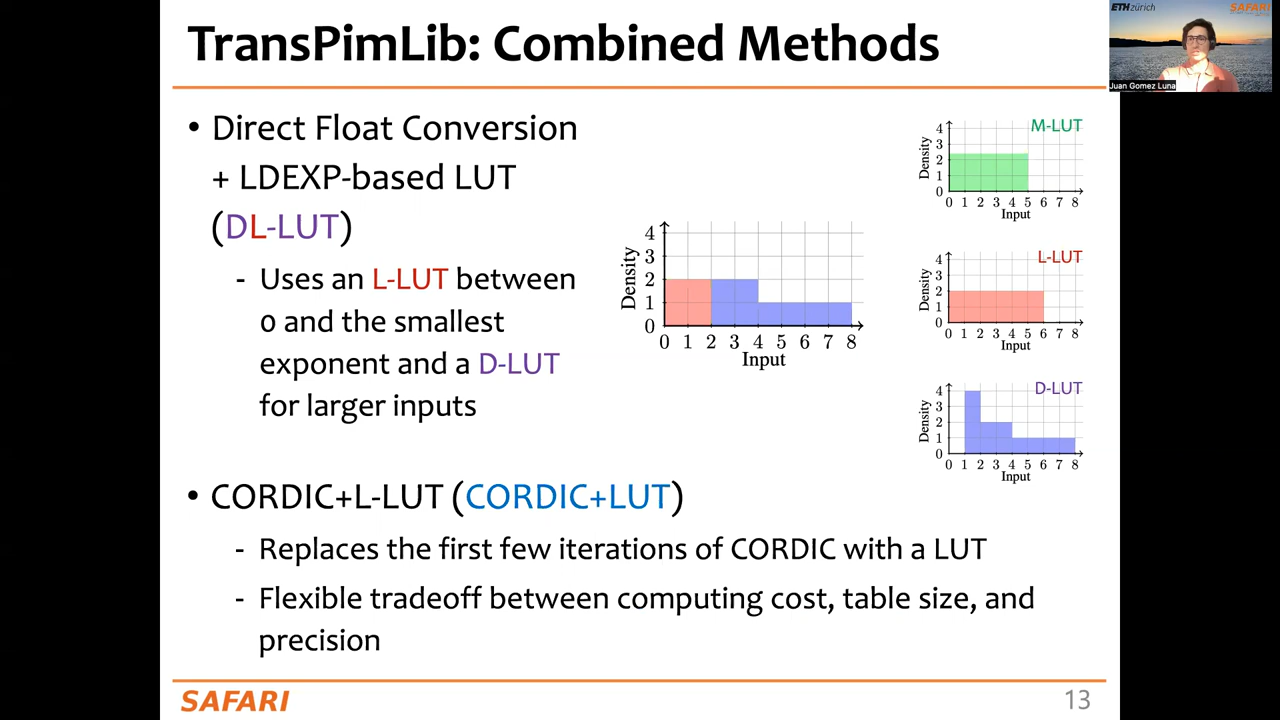 TransPimLib: Combined Methods
ETH zürich
SAFARI
Juan Gomez Luna
• Direct Float Conversion
+ LDEXP-based LUT
(DL-LUT)
- Uses an L-LUT between
0 and the smallest
exponent and a D-LUT
for larger inputs
4
3
2
1
0
Density
0 1 2 3 4 5 6 7 8
Input
M-LUT
4
3
2
1
0
Density
0 1 2 3 4 5 6 7 8
Input
L-LUT
4
3
2
1
0
Density
0 1 2 3 4 5 6 7 8
Input
D-LUT
4
3
2
1
0
Density
0 1 2 3 4 5 6 7 8
Input
• CORDIC+L-LUT (CORDIC+LUT)
- Replaces the first few iterations of CORDIC with a LUT
- Flexible tradeoff between computing cost, table size, and
precision
SAFARI
13